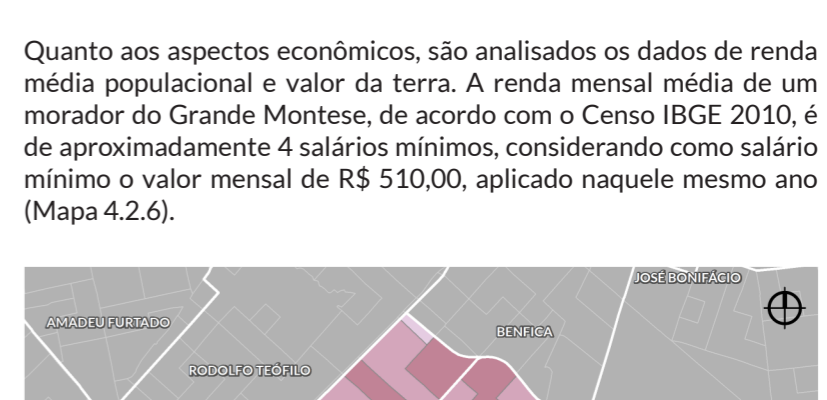 Quanto aos aspectos econômicos, são analisados os dados de renda
média populacional e valor da terra. A renda mensal média de um
morador do Grande Montese, de acordo com o Censo IBGE 2010, é
de aproximadamente 4 salários mínimos, considerando como salário
mínimo o valor mensal de R$ 510,00, aplicado naquele mesmo ano
(Mapa 4.2.6).
JOSÉ BONIFÁCIO
AMADEU FURTADO
BENFICA
RODOLFO TEÓFILO